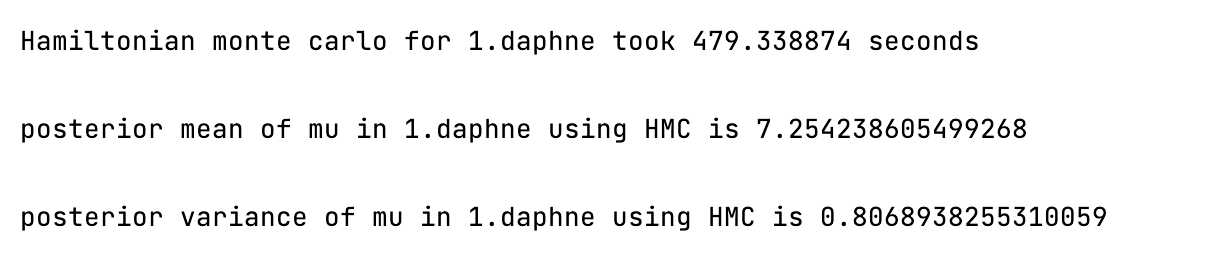 Hamiltonian monte carlo for 1.daphne took 479.338874 seconds
posterior mean of mu in 1.daphne using HMC is 7.254238605499268
posterior variance of mu in 1.daphne using HMC is 0.8068938255310059